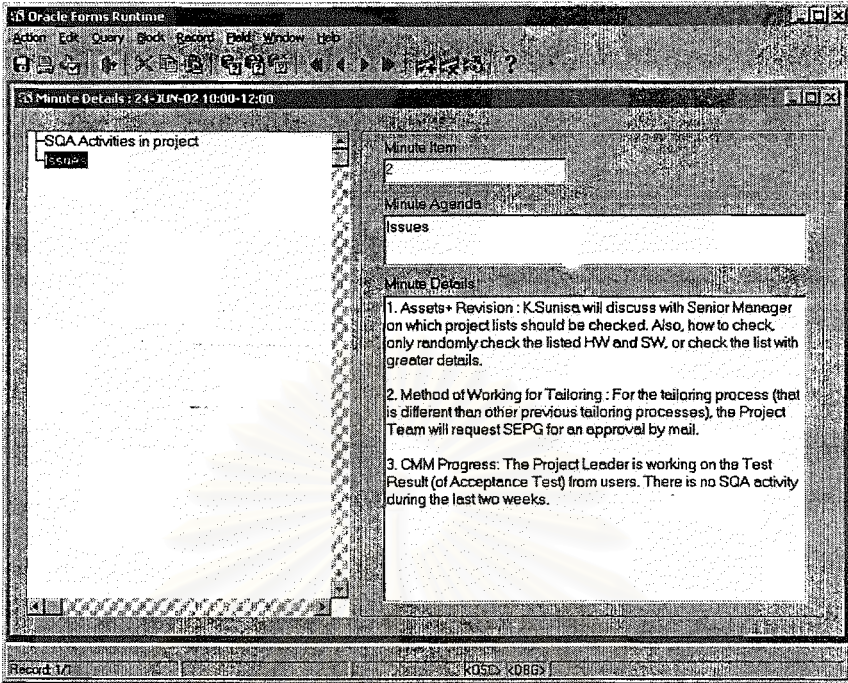 Oracle Forms Runtime
Action Edit Query Block Record Field Window Help
Minute Details : 24-JUN-02 10:00-12:00
SQA Activities in project
Issues
Minute Item
2
Minute Agenda
Issues
Minute Details
1. Assets+ Revision : K.Sunisa will discuss with Senior Manager
on which project lists should be checked. Also, how to check,
only randomly check the listed HW and SW, or check the list with
greater details.
2. Method of Working for Tailoring : For the tailoring process (that
is different than other previous tailoring processes), the Project
Team will request SEPG for an approval by mail.
3. CMM Progress: The Project Leader is working on the Test
Result (of Acceptance Test) from users. There is no SQA activity
during the last two weeks.
Record: 1/1
<OSC> <DBG>